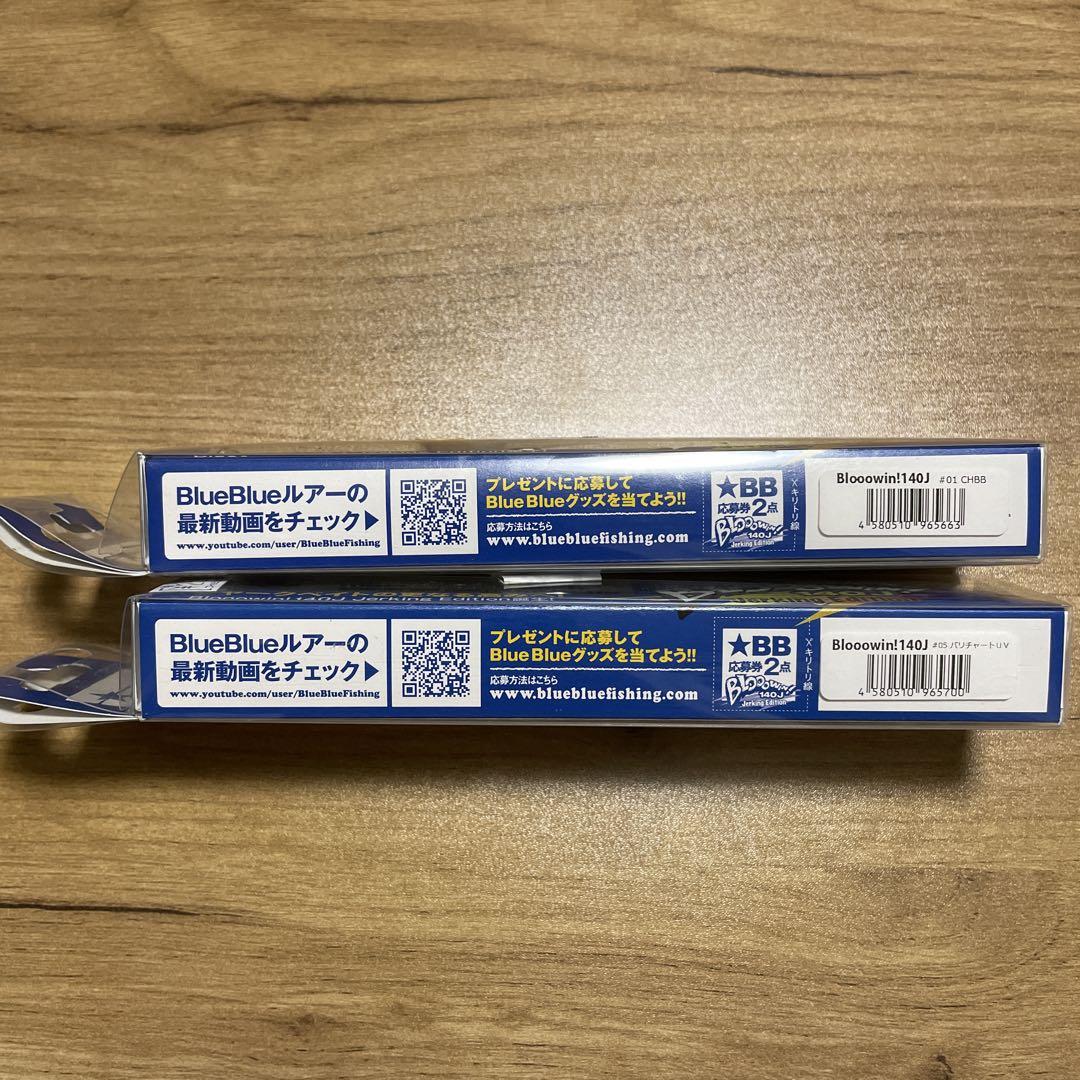 BlueBlueルアーの
最新動画をチェック▶
www.youtube.com/user/BlueBlueFishing
プレゼントに応募して
Blue Blueグッズを当てよう!!
応募方法はこちら
www.bluebluefishing.com
★BB
応募券2点
Blooowin!
140J
Jerking Edition
キリトリ線
Blooowin!140J #01 CHBB
4 580510 965663
BlueBlueルアーの
最新動画をチェック▶
www.youtube.com/user/BlueBlueFishing
プレゼントに応募して
Blue Blueグッズを当てよう!!
応募方法はこちら
www.bluebluefishing.com
★BB
応募券2点
Blooowin!
140J
Jerking Edition
キリトリ線
Blooowin!140J #05 バリチャートUV
4 580510 965700